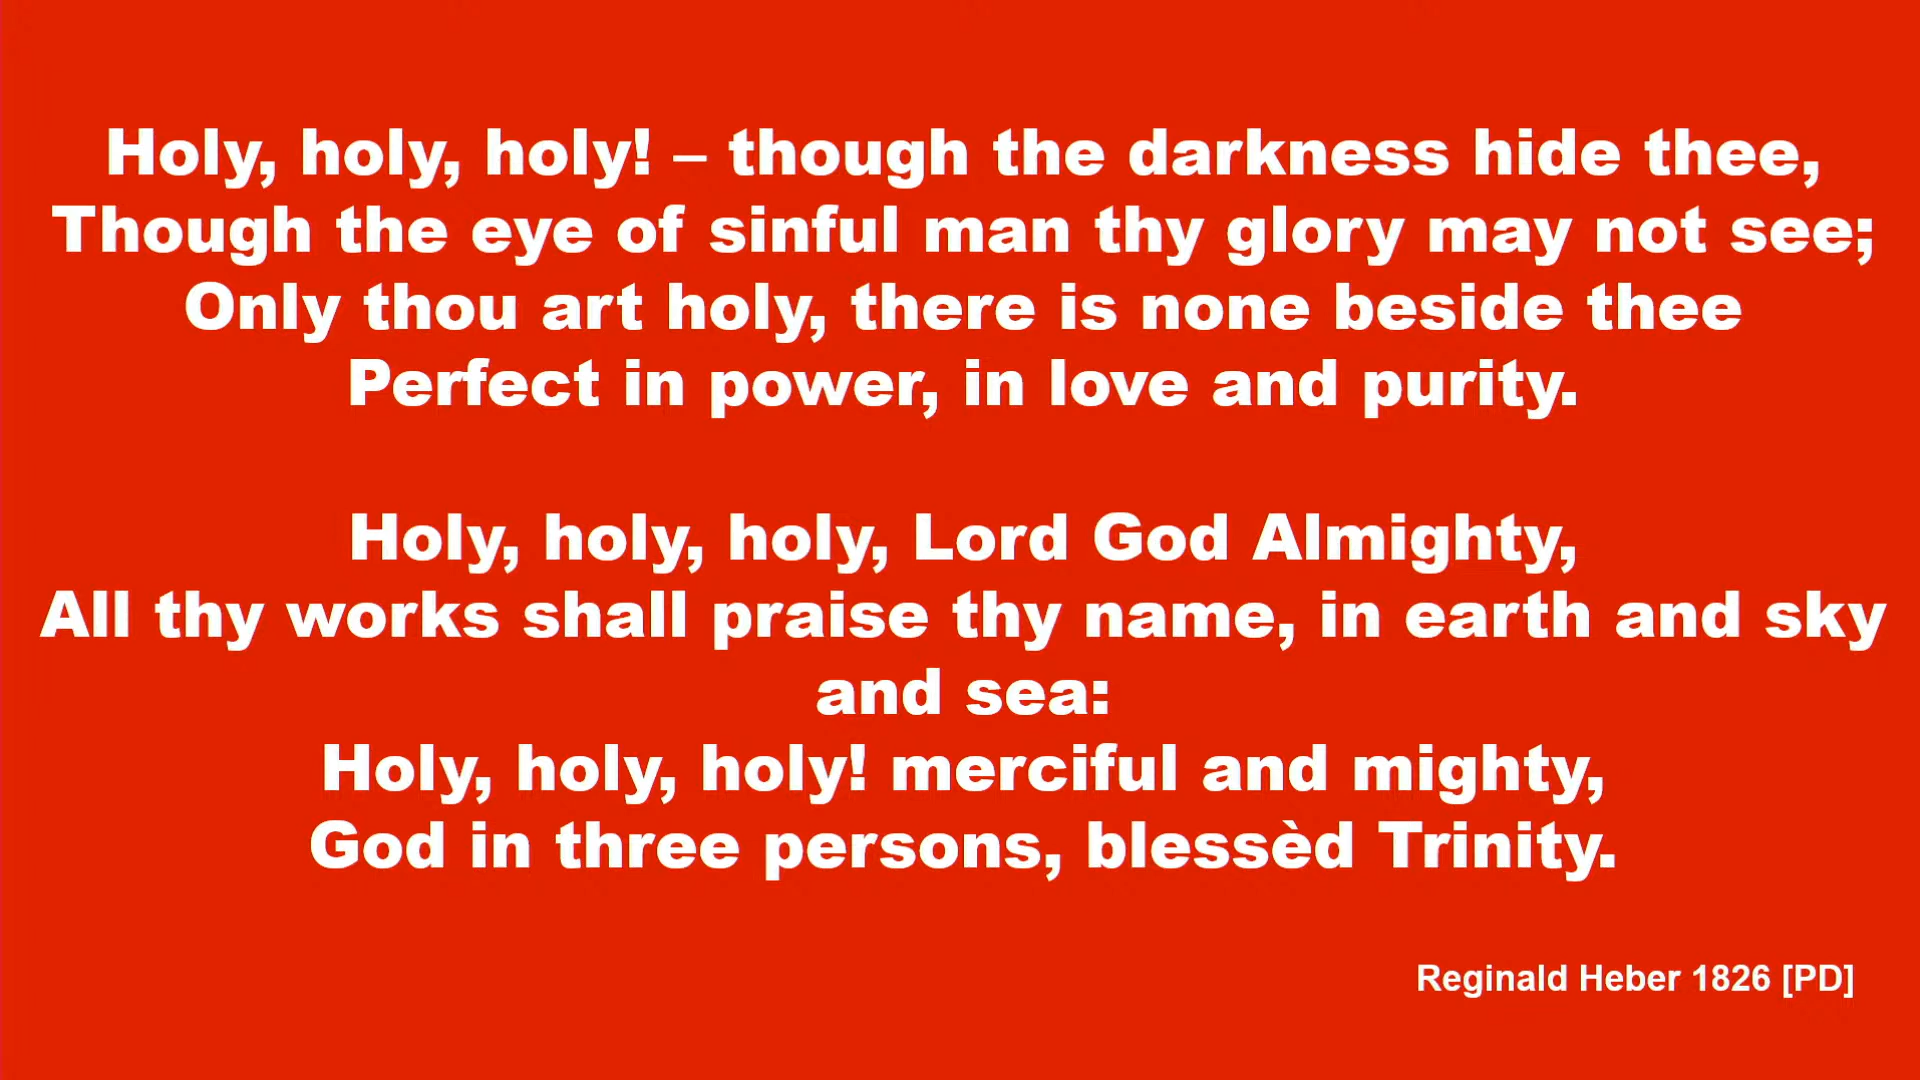 Holy, holy, holy! – though the darkness hide thee,
Though the eye of sinful man thy glory may not see;
Only thou art holy, there is none beside thee
Perfect in power, in love and purity.
Holy, holy, holy, Lord God Almighty,
All thy works shall praise thy name, in earth and sky
and sea:
Holy, holy, holy! merciful and mighty,
God in three persons, blessèd Trinity.
Reginald Heber 1826 [PD]